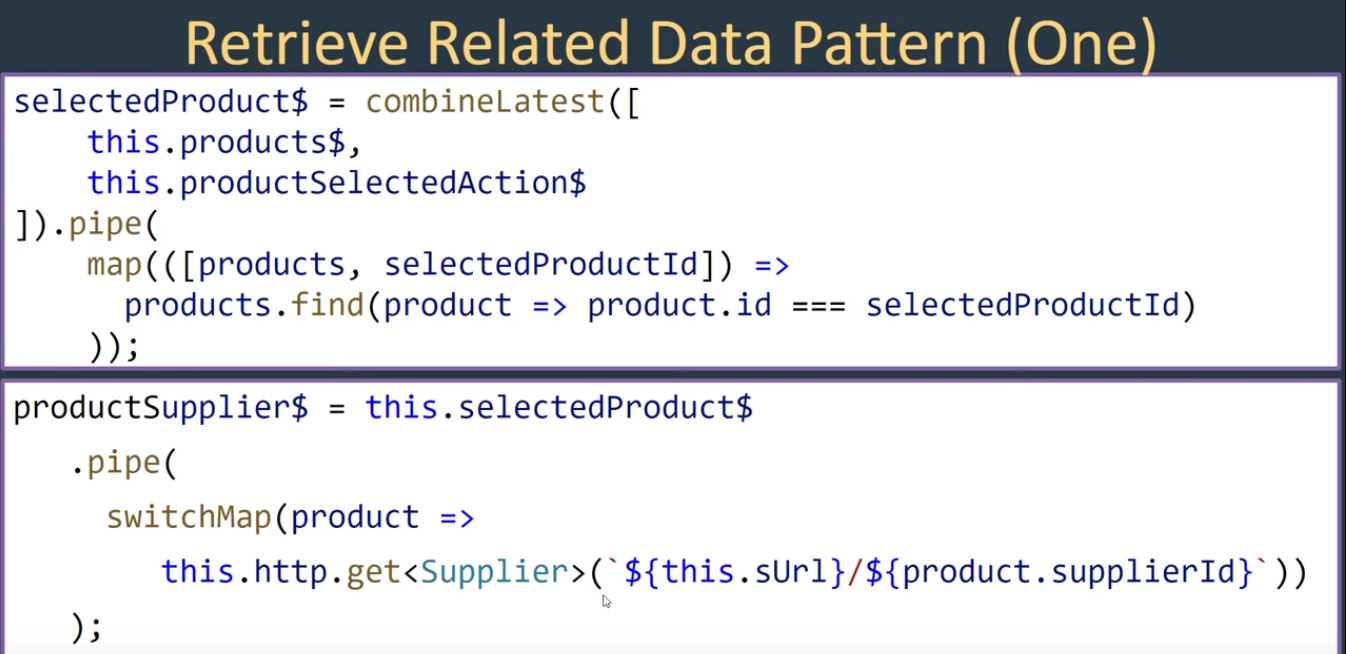 Retrieve Related Data Pattern (One)
selectedProduct$ = combineLatest([
    this.products$,
    this.productSelectedAction$
]).pipe(
    map(([products, selectedProductId]) =>
      products.find(product => product.id === selectedProductId)
    ));
productSupplier$ = this.selectedProduct$
   .pipe(
     switchMap(product =>
        this.http.get<Supplier>(`${this.sUrl}/${product.supplierId}`))
   );